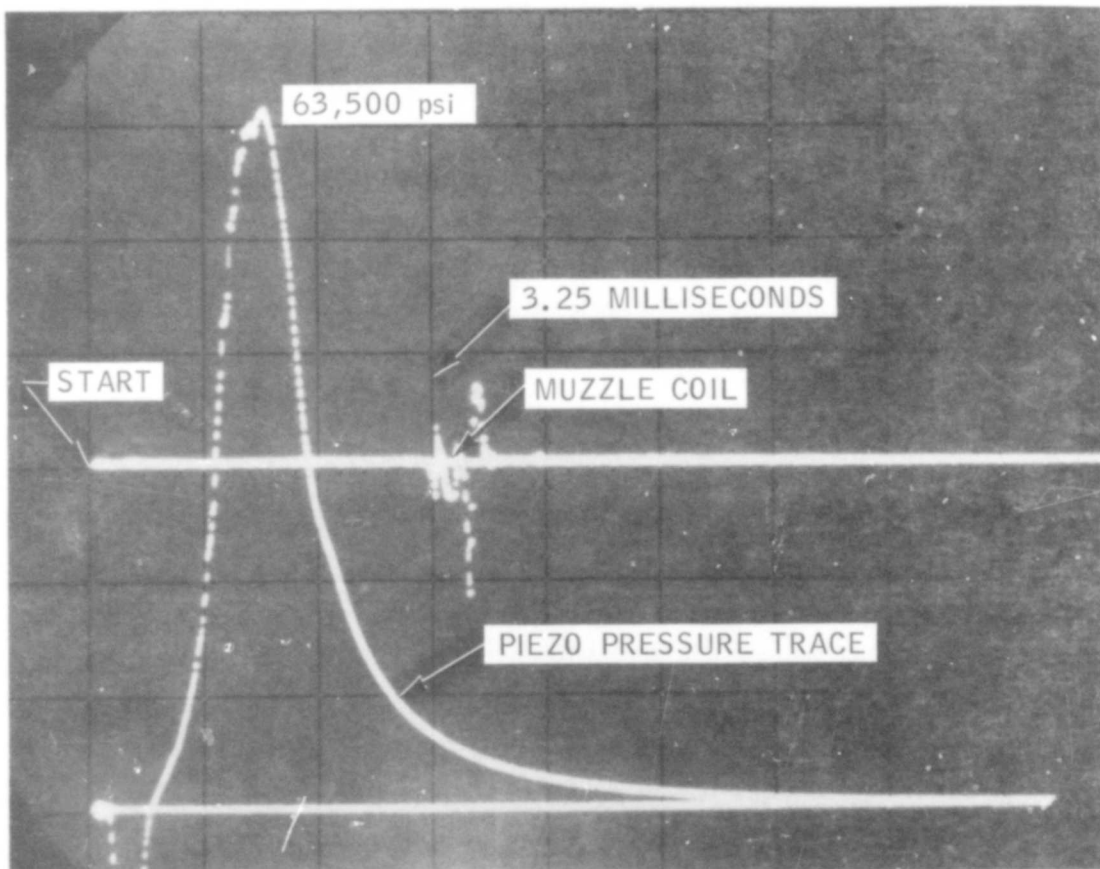 63,500 psi
3.25 MILLISECONDS
START
MUZZLE COIL
PIEZO PRESSURE TRACE